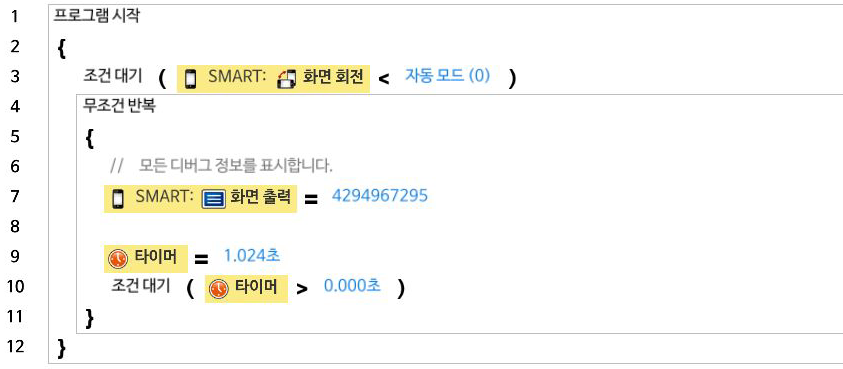 1 프로그램 시작
2 {
3 조건 대기 ( SMART: 화면 회전 < 자동 모드 (0) )
4 무조건 반복
5 {
6 // 모든 디버그 정보를 표시합니다.
7 SMART: 화면 출력 = 4294967295
8
9 타이머 = 1.024초
10 조건 대기 ( 타이머 > 0.000초 )
11 }
12 }